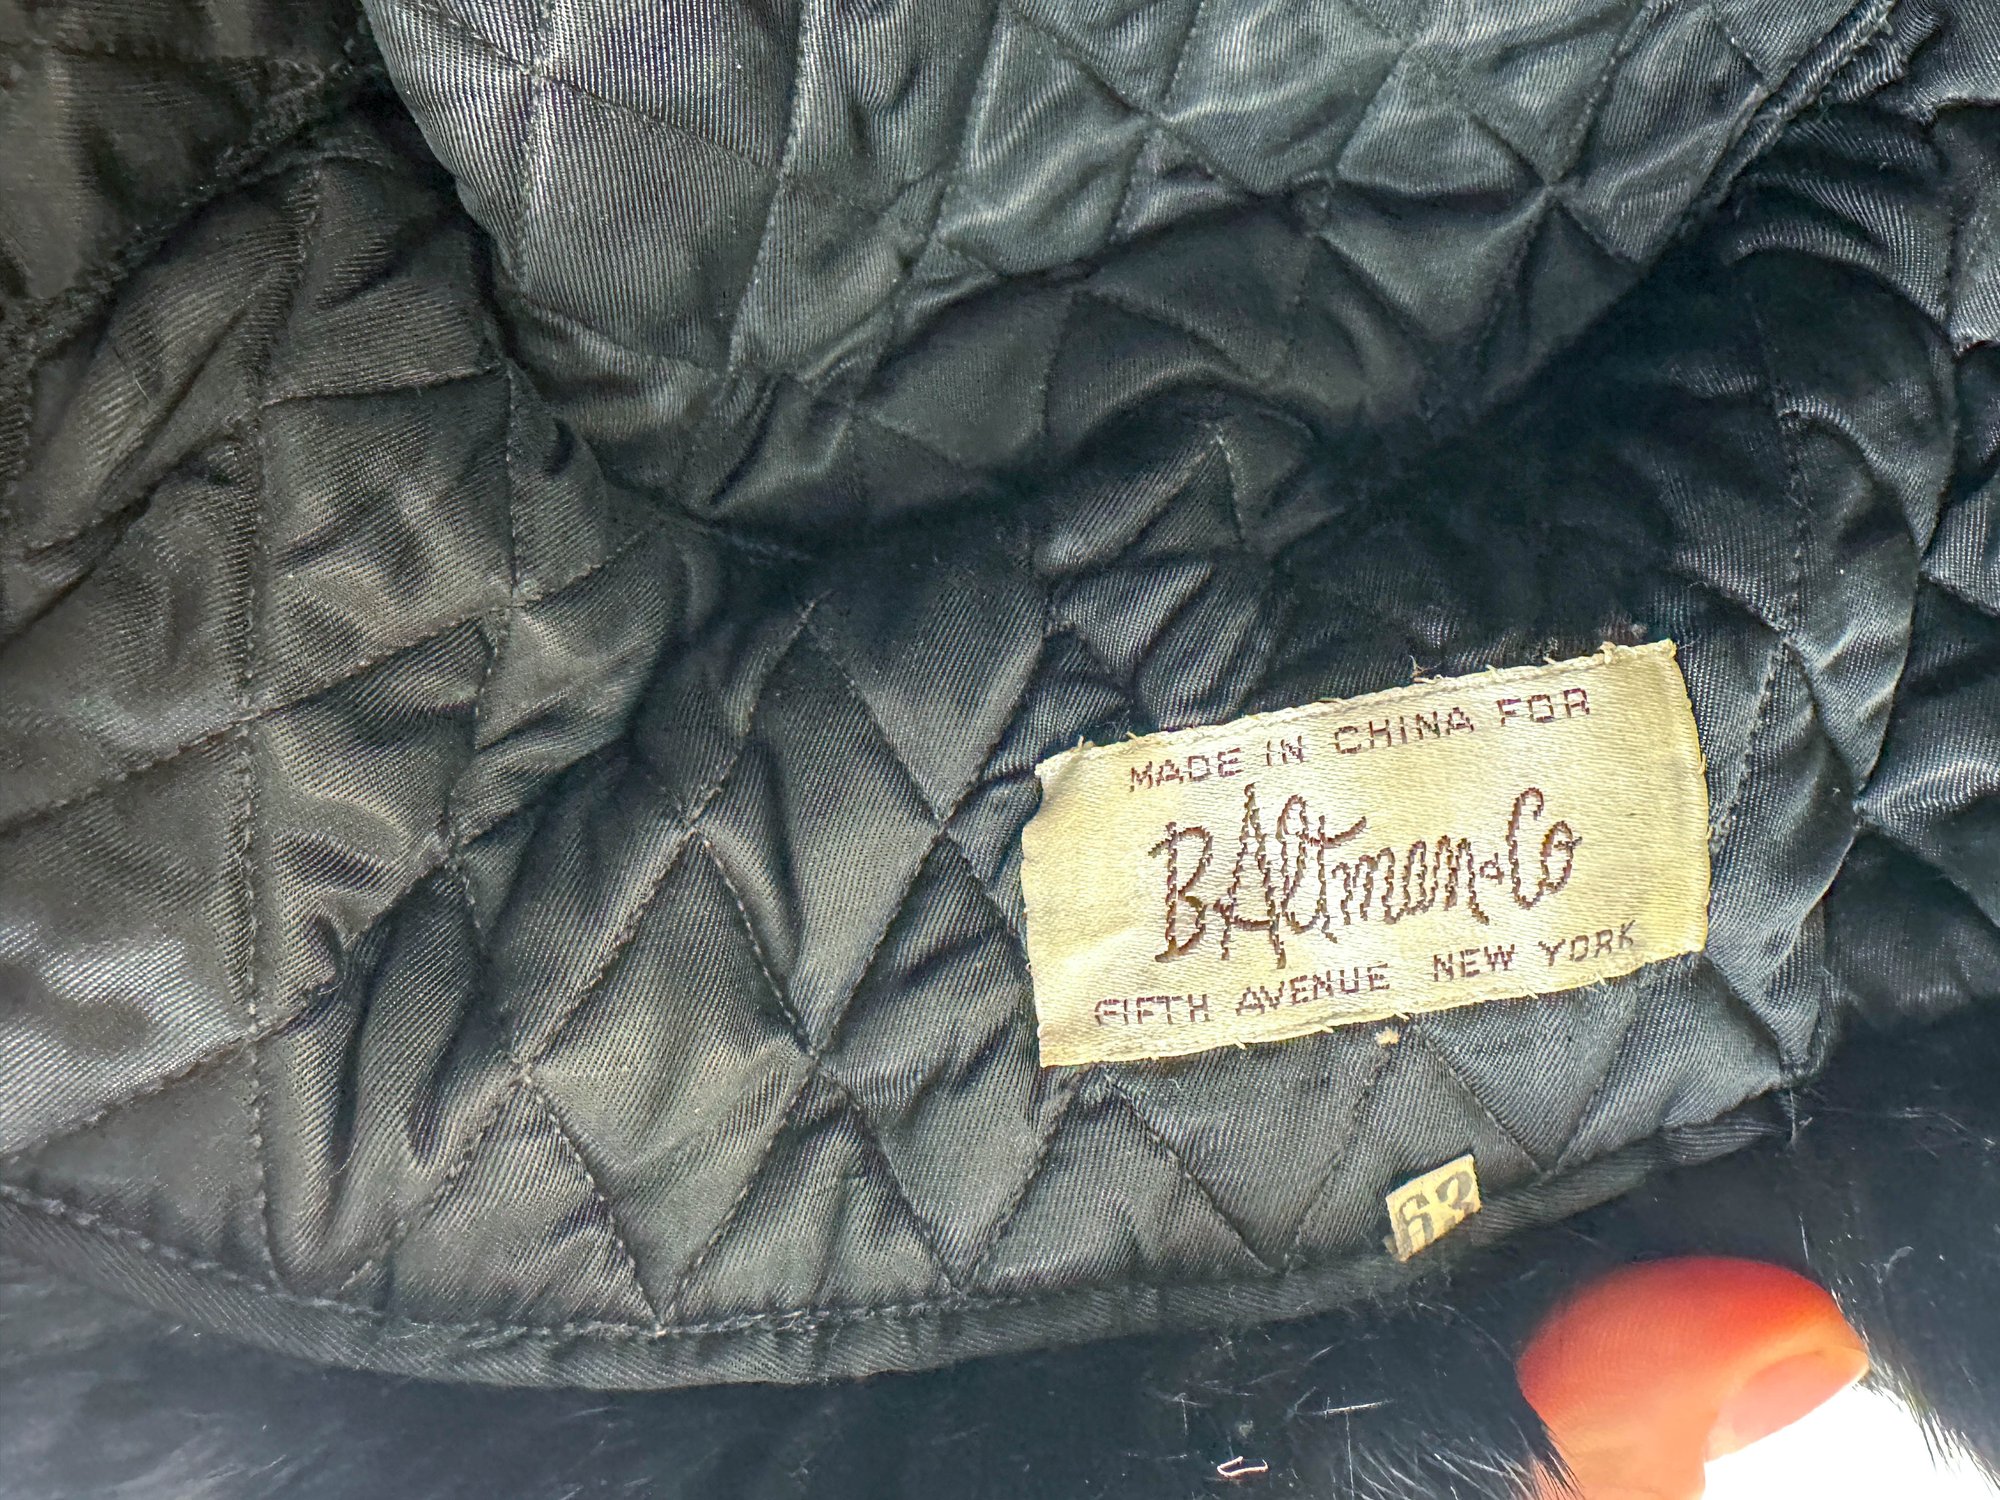 MADE IN CHINA FOR
B Altman & Co
FIFTH AVENUE NEW YORK
63